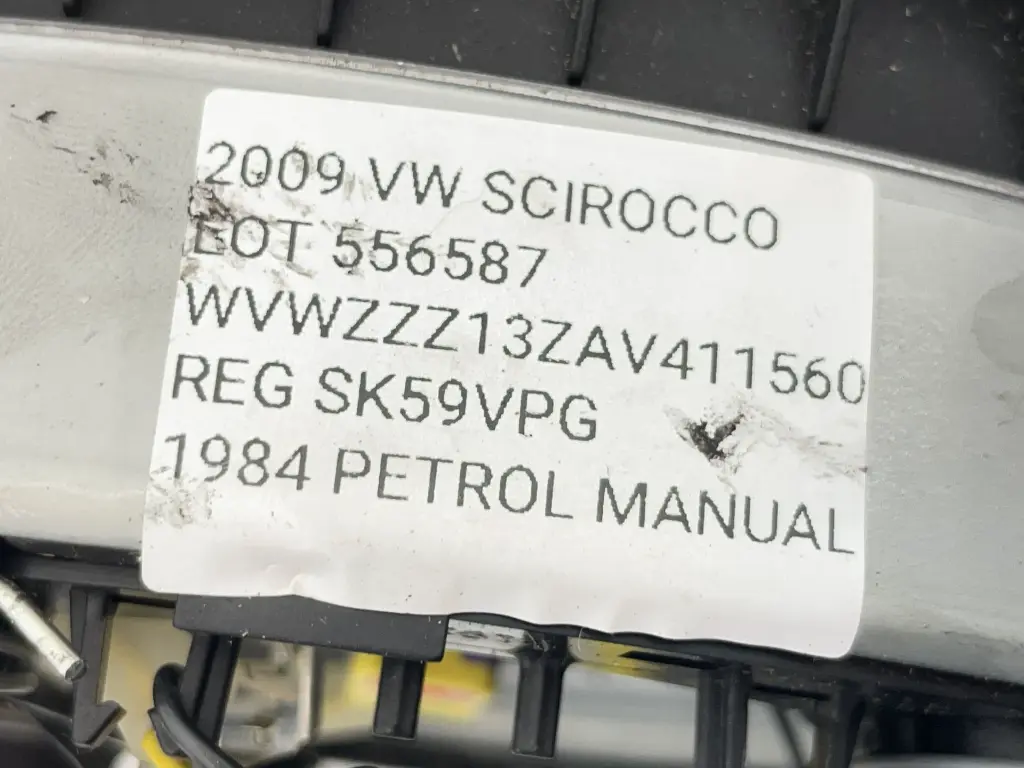 2009 VW SCIROCCO
LOT 556587
WVWZZZ13ZAV411560
REG SK59VPG
1984 PETROL MANUAL